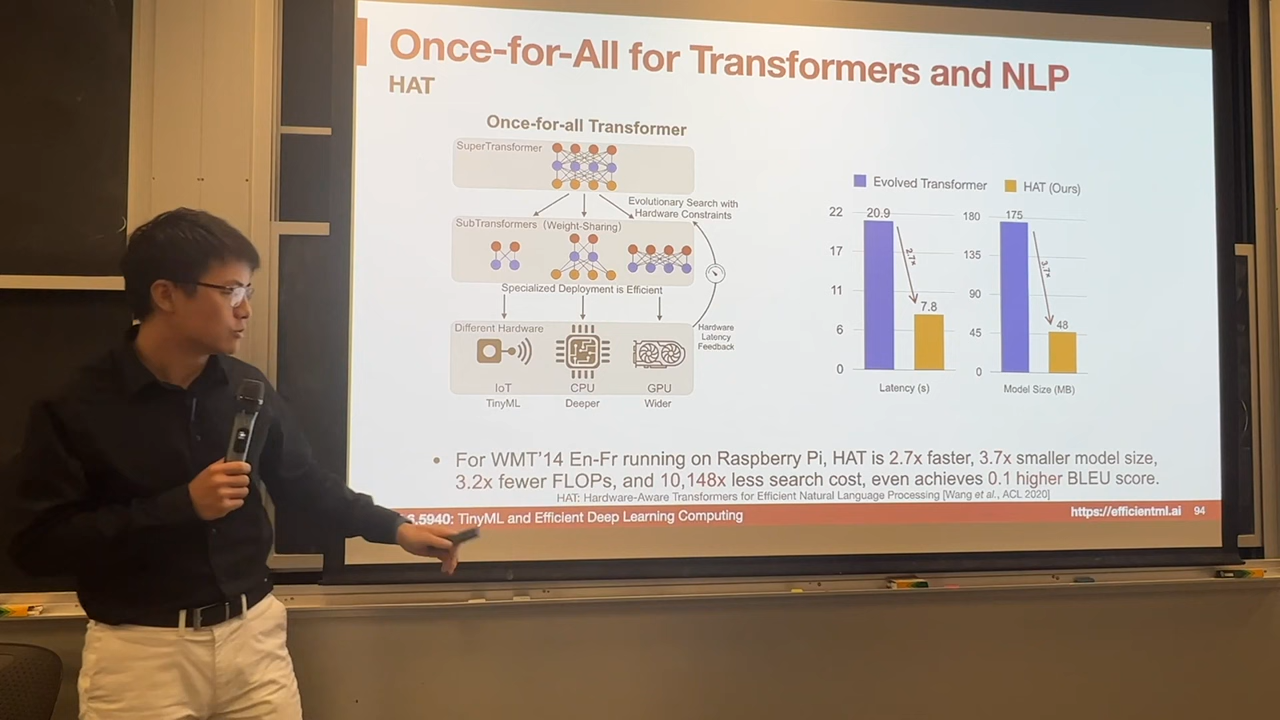 Once-for-All for Transformers and NLP
HAT
Once-for-all Transformer
SuperTransformer
Evolutionary Search with
Hardware Constraints
SubTransformers (Weight-Sharing)
Specialized Deployment is Efficient
Different Hardware
Hardware
Latency
Feedback
IoT
CPU
GPU
TinyML
Deeper
Wider
Evolved Transformer
HAT (Ours)
22
17
11
6
0
20.9
2.7x
7.8
Latency (s)
180
135
90
45
0
175
3.7x
48
Model Size (MB)
• For WMT'14 En-Fr running on Raspberry Pi, HAT is 2.7x faster, 3.7x smaller model size,
3.2x fewer FLOPs, and 10,148x less search cost, even achieves 0.1 higher BLEU score.
HAT: Hardware-Aware Transformers for Efficient Natural Language Processing [Wang et al., ACL 2020]
6.5940: TinyML and Efficient Deep Learning Computing
https://efficientml.ai
94